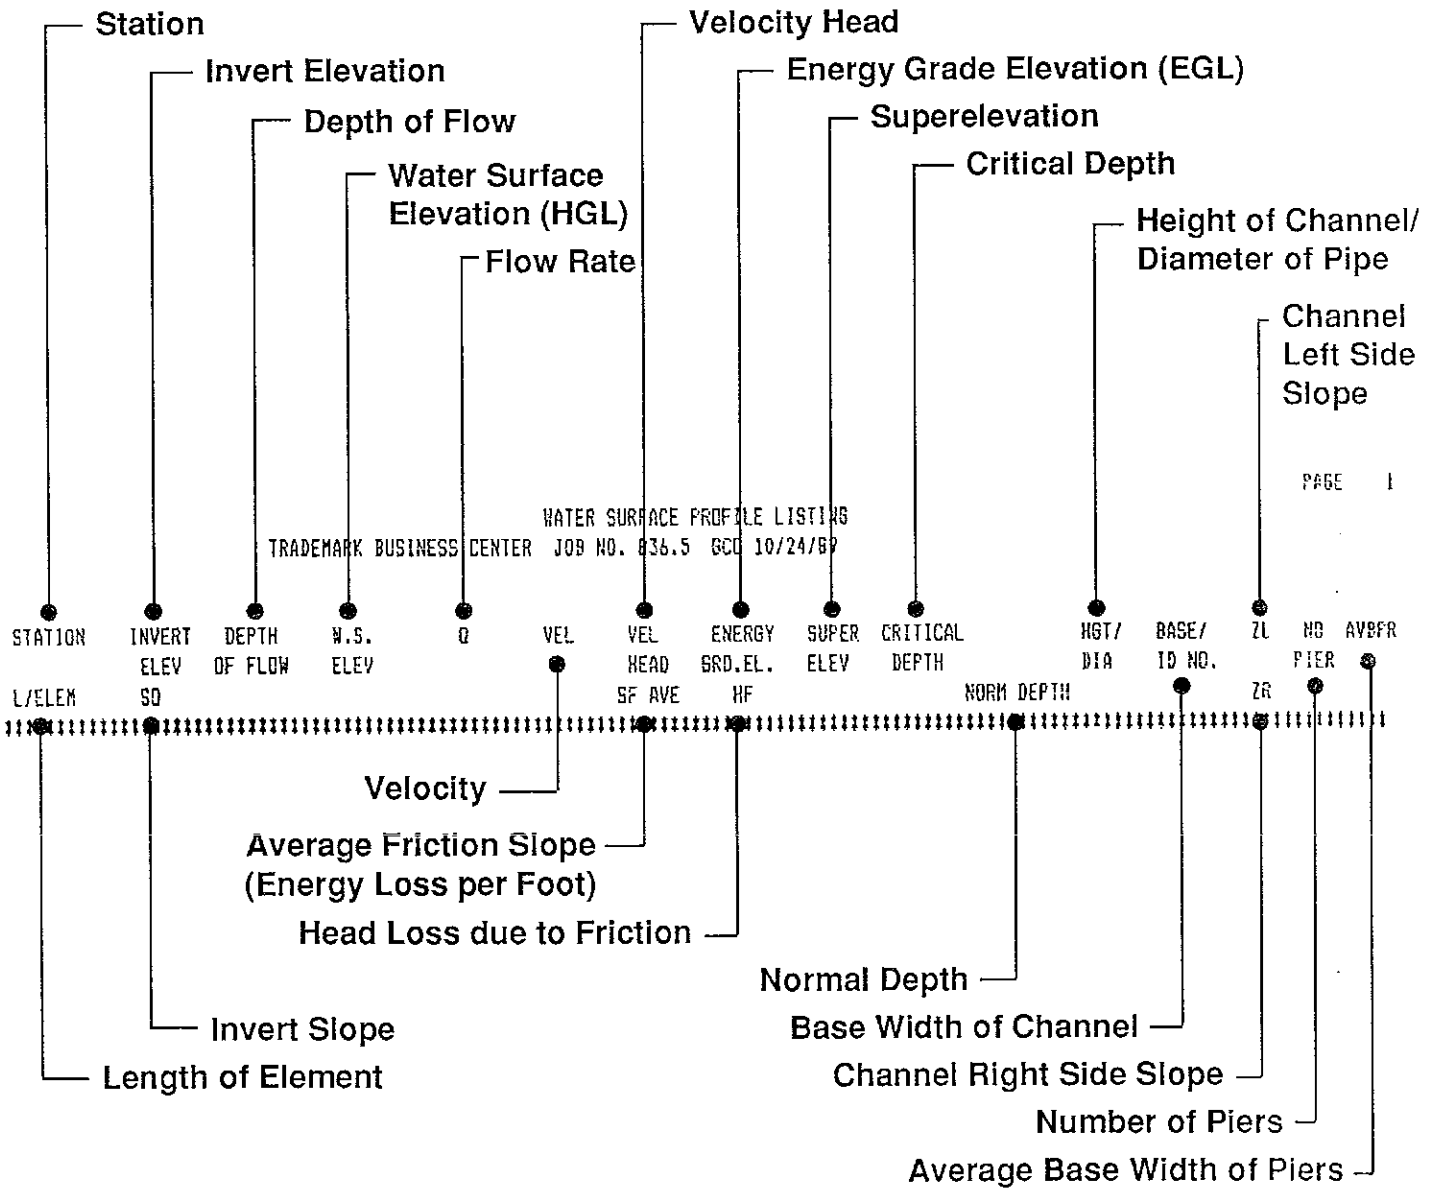 Station
Velocity Head
Invert Elevation
Energy Grade Elevation (EGL)
Depth of Flow
Superelevation
Water Surface
Elevation (HGL)
Critical Depth
Flow Rate
Height of Channel/
Diameter of Pipe
Channel
Left Side
Slope
PAGE 1
WATER SURFACE PROFILE LISTING
TRADEMARK BUSINESS CENTER JOB NO. 836.5 GCD 10/24/89
STATION INVERT DEPTH W.S. Q VEL VEL ENERGY SUPER CRITICAL HGT/ BASE/ ZL NO AVBPR
ELEV OF FLOW ELEV HEAD GRD.EL. ELEV DEPTH DIA ID NO. PIER
L/ELEM SO SF AVE HF NORM DEPTH ZR
Velocity
Average Friction Slope
(Energy Loss per Foot)
Head Loss due to Friction
Normal Depth
Invert Slope
Base Width of Channel
Length of Element
Channel Right Side Slope
Number of Piers
Average Base Width of Piers